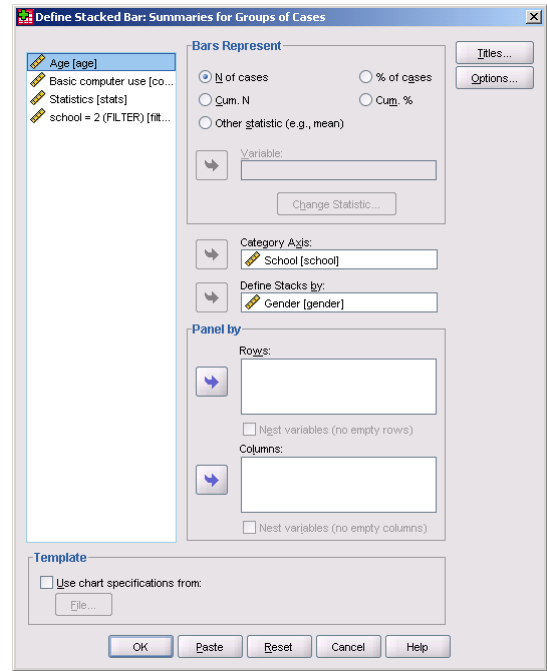 Define Stacked Bar: Summaries for Groups of Cases
Age [age]
Basic computer use [co...
Statistics [stats]
school = 2 (FILTER) [filt...
Bars Represent
N of cases
% of cases
Cum. N
Cum. %
Other statistic (e.g., mean)
Variable:
Change Statistic...
Category Axis:
School [school]
Define Stacks by:
Gender [gender]
Panel by
Rows:
Nest variables (no empty rows)
Columns:
Nest variables (no empty columns)
Titles...
Options...
Template
Use chart specifications from:
File...
OK
Paste
Reset
Cancel
Help